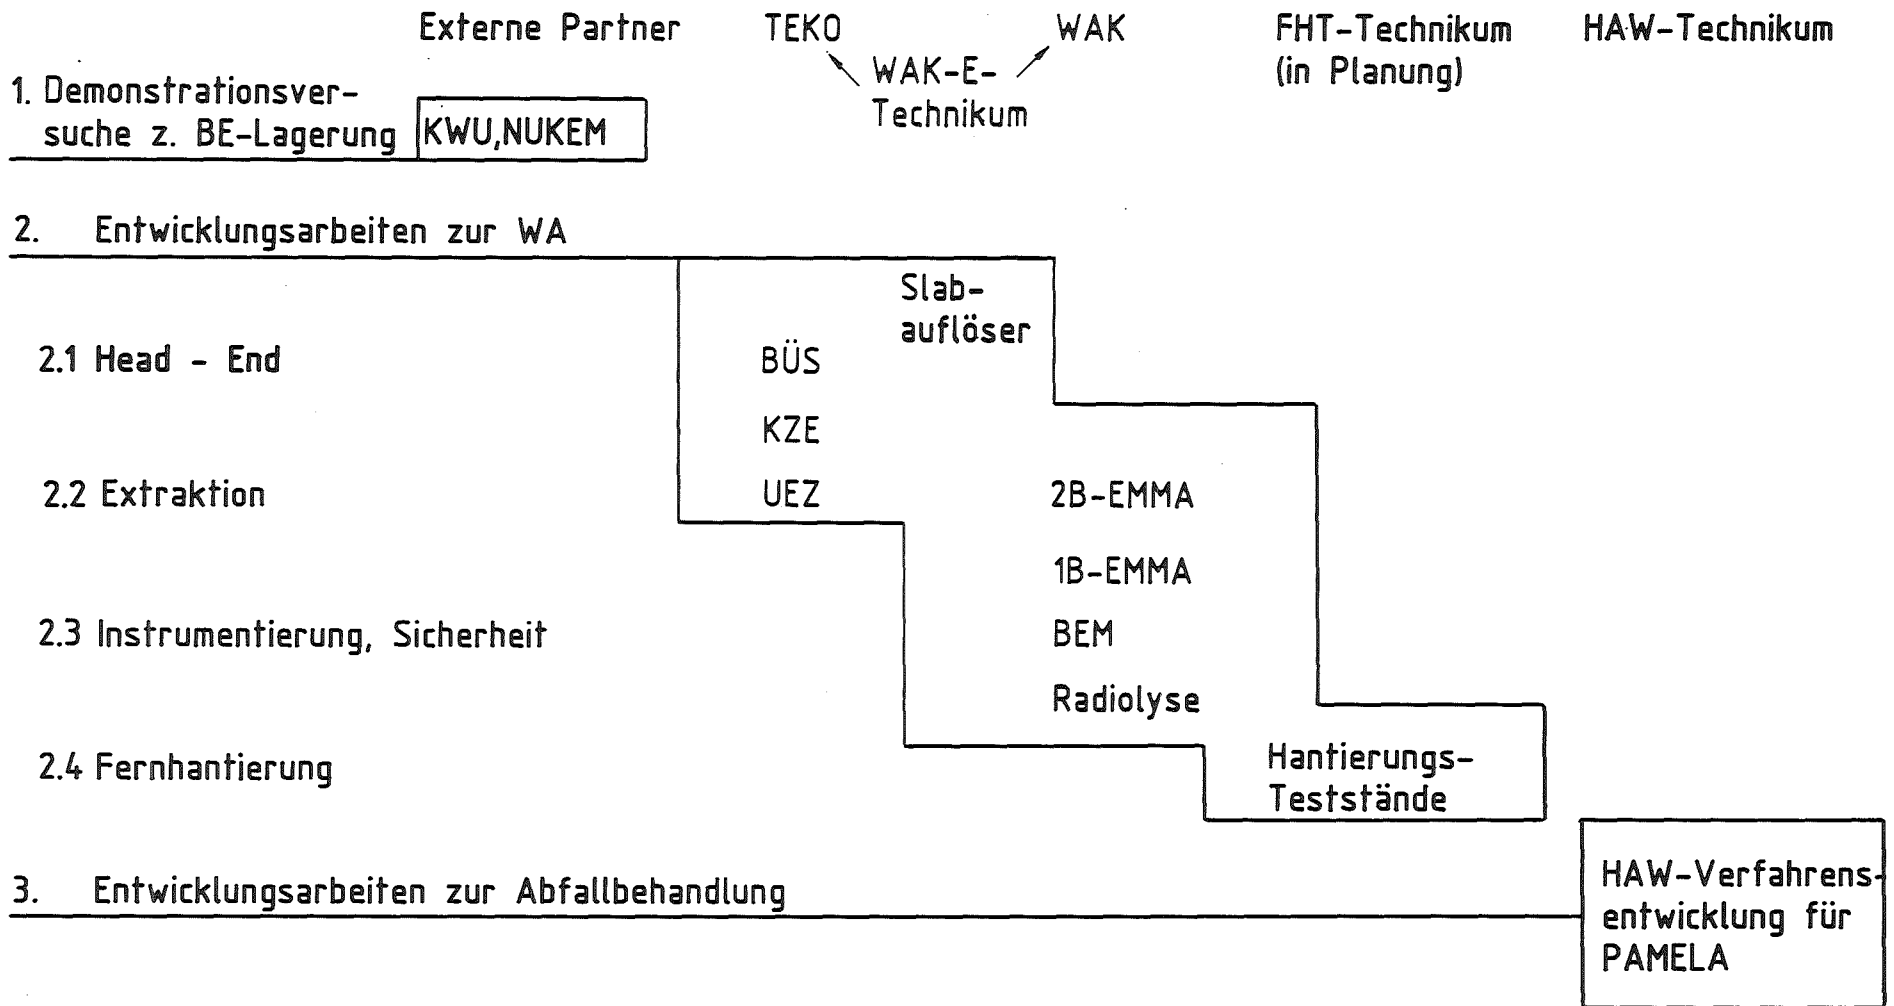 Externe Partner TEKO WAK FHT-Technikum HAW-Technikum
(in Planung)
WAK-E-
Technikum
1. Demonstrationsver-
suche z. BE-Lagerung KWU,NUKEM
2. Entwicklungsarbeiten zur WA
Slab-
auflöser
2.1 Head - End BÜS
KZE
2.2 Extraktion UEZ 2B-EMMA
1B-EMMA
2.3 Instrumentierung, Sicherheit BEM
Radiolyse
2.4 Fernhantierung Hantierungs-
Teststände
3. Entwicklungsarbeiten zur Abfallbehandlung
HAW-Verfahrens-
entwicklung für
PAMELA